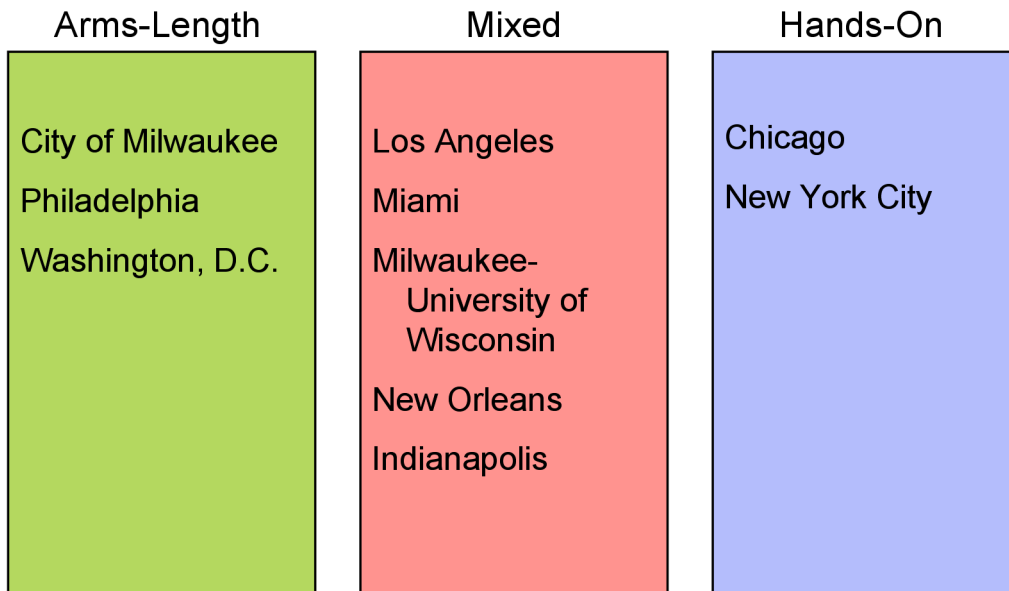 Arms-Length
City of Milwaukee
Philadelphia
Washington, D.C.
Mixed
Los Angeles
Miami
Milwaukee-
University of
Wisconsin
New Orleans
Indianapolis
Hands-On
Chicago
New York City